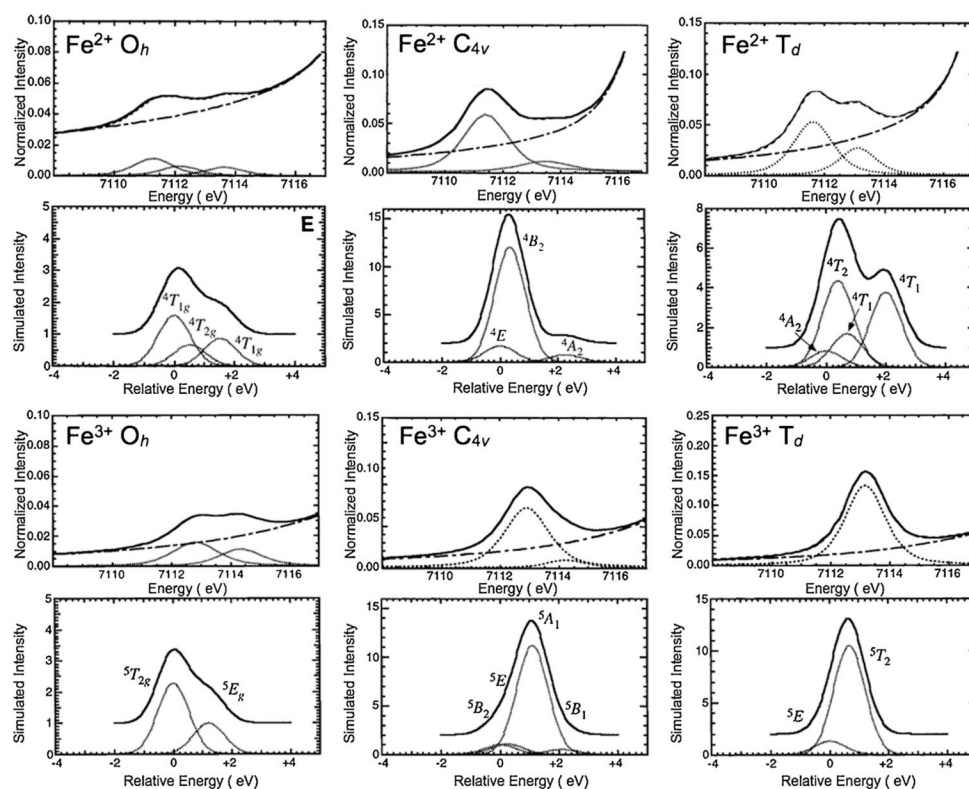 Normalized Intensity
0.10
0.08
0.06
0.04
0.02
0.00
Fe2+ Oh
7110 7112 7114 7116
Energy ( eV)
Normalized Intensity
0.15
0.10
0.05
0.00
Fe2+ C4v
7110 7112 7114 7116
Energy ( eV)
Normalized Intensity
0.15
0.10
0.05
0.00
Fe2+ Td
7110 7112 7114 7116
Energy ( eV)
Simulated Intensity
5
4
3
2
1
0
E
4T1g
4T2g
4T1g
-4 -2 0 +2 +4
Relative Energy ( eV)
Simulated Intensity
15
10
5
0
4B2
4E
4A2
-4 -2 0 +2 +4
Relative Energy ( eV)
Simulated Intensity
8
6
4
2
0
4T2
4T1
4T1
4A2
-4 -2 0 +2 +4
Relative Energy ( eV)
Normalized Intensity
0.10
0.08
0.06
0.04
0.02
0.00
Fe3+ Oh
7110 7112 7114 7116
Energy ( eV)
Normalized Intensity
0.15
0.10
0.05
0.00
Fe3+ C4v
7110 7112 7114 7116
Energy ( eV)
Normalized Intensity
0.25
0.20
0.15
0.10
0.05
0.00
Fe3+ Td
7110 7112 7114 7116
Energy ( eV)
Simulated Intensity
5
4
3
2
1
0
5T2g
5Eg
-4 -2 0 +2 +4
Relative Energy ( eV)
Simulated Intensity
15
10
5
0
5A1
5E
5B2
5B1
-4 -2 0 +2 +4
Relative Energy ( eV)
Simulated Intensity
15
10
5
0
5T2
5E
-4 -2 0 +2 +4
Relative Energy ( eV)